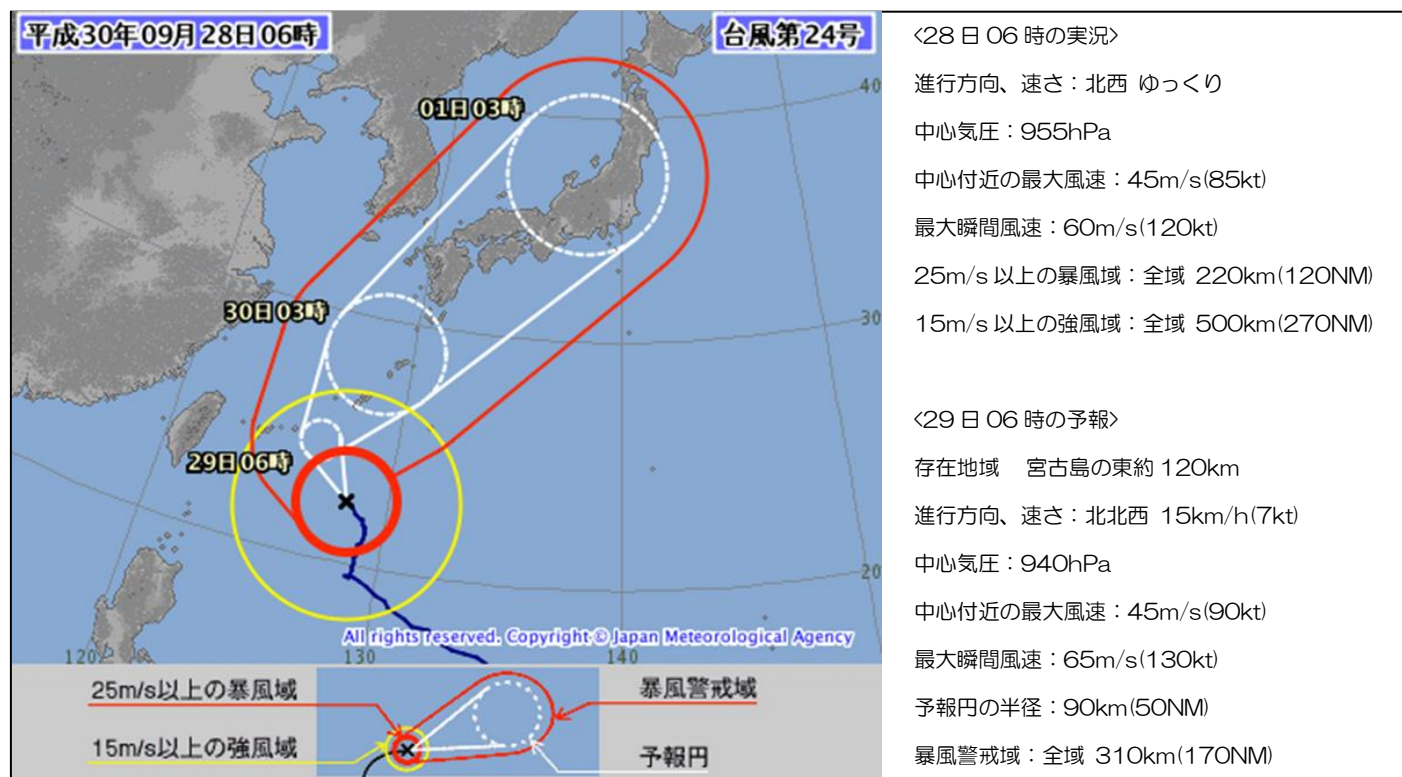 平成30年09月28日06時
台風第24号
01日03時
30日03時
29日06時
40
30
20
120
130
140
All rights reserved. Copyright © Japan Meteorological Agency
25m/s以上の暴風域
15m/s以上の強風域
暴風警戒域
予報円
<28日06時の実況>
進行方向、速さ：北西 ゆっくり
中心気圧：955hPa
中心付近の最大風速：45m/s(85kt)
最大瞬間風速：60m/s(120kt)
25m/s以上の暴風域：全域 220km(120NM)
15m/s以上の強風域：全域 500km(270NM)
<29日06時の予報>
存在地域 宮古島の東約120km
進行方向、速さ：北北西 15km/h(7kt)
中心気圧：940hPa
中心付近の最大風速：45m/s(90kt)
最大瞬間風速：65m/s(130kt)
予報円の半径：90km(50NM)
暴風警戒域：全域 310km(170NM)